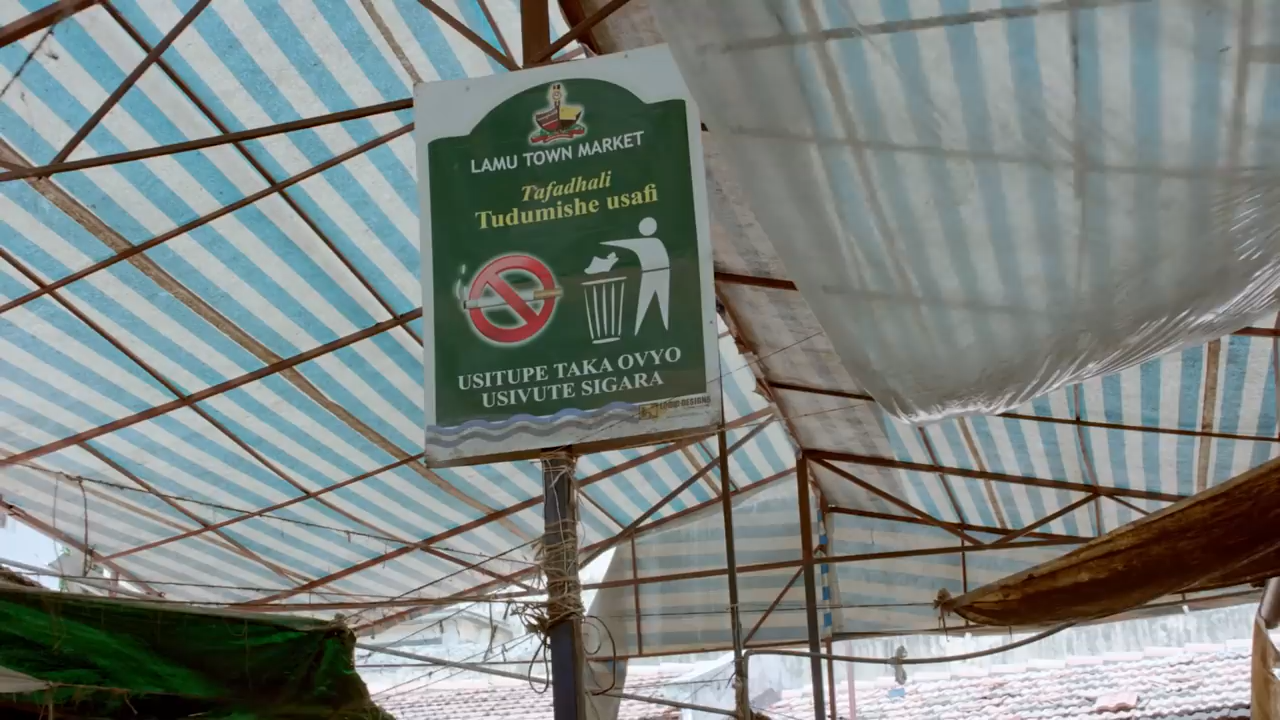 LAMU TOWN MARKET
Tafadhali
Tudumishe usafi
USITUPE TAKA OVYO
USIVUTE SIGARA